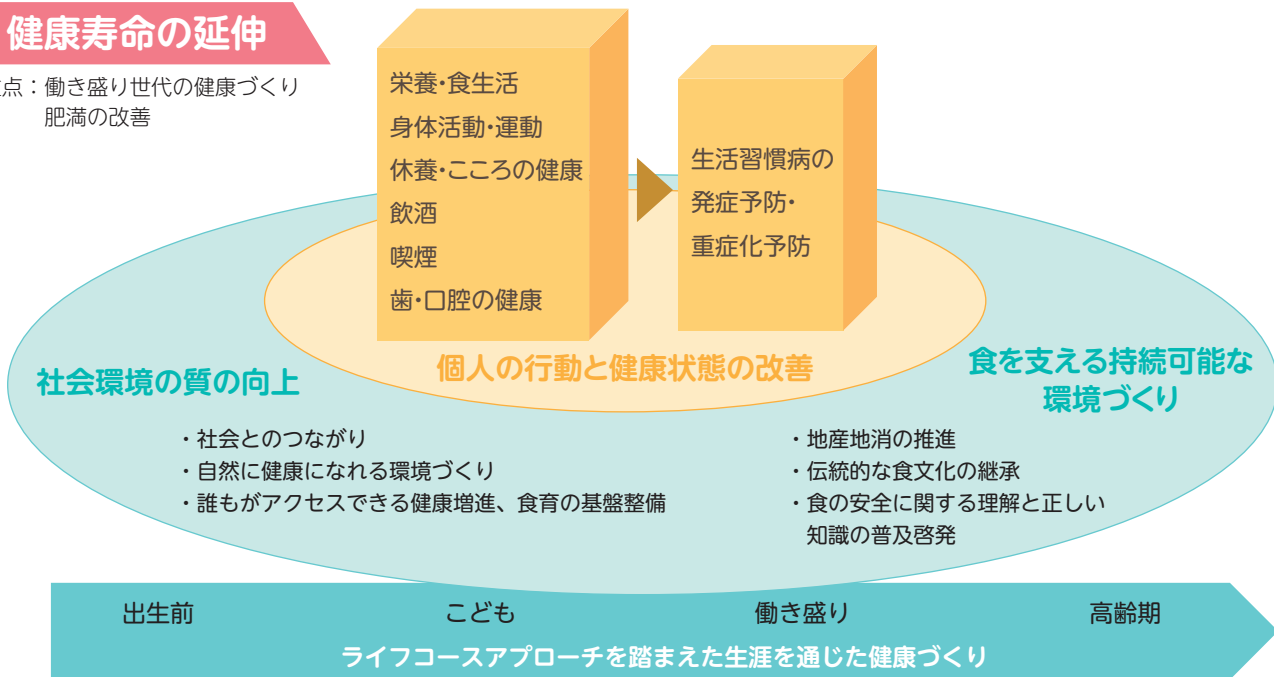 健康寿命の延伸
点：働き盛り世代の健康づくり
肥満の改善
栄養・食生活
身体活動・運動
休養・こころの健康
飲酒
喫煙
歯・口腔の健康
生活習慣病の
発症予防・
重症化予防
個人の行動と健康状態の改善
社会環境の質の向上
・社会とのつながり
・自然に健康になれる環境づくり
・誰もがアクセスできる健康増進、食育の基盤整備
食を支える持続可能な
環境づくり
・地産地消の推進
・伝統的な食文化の継承
・食の安全に関する理解と正しい
知識の普及啓発
出生前 こども 働き盛り 高齢期
ライフコースアプローチを踏まえた生涯を通じた健康づくり